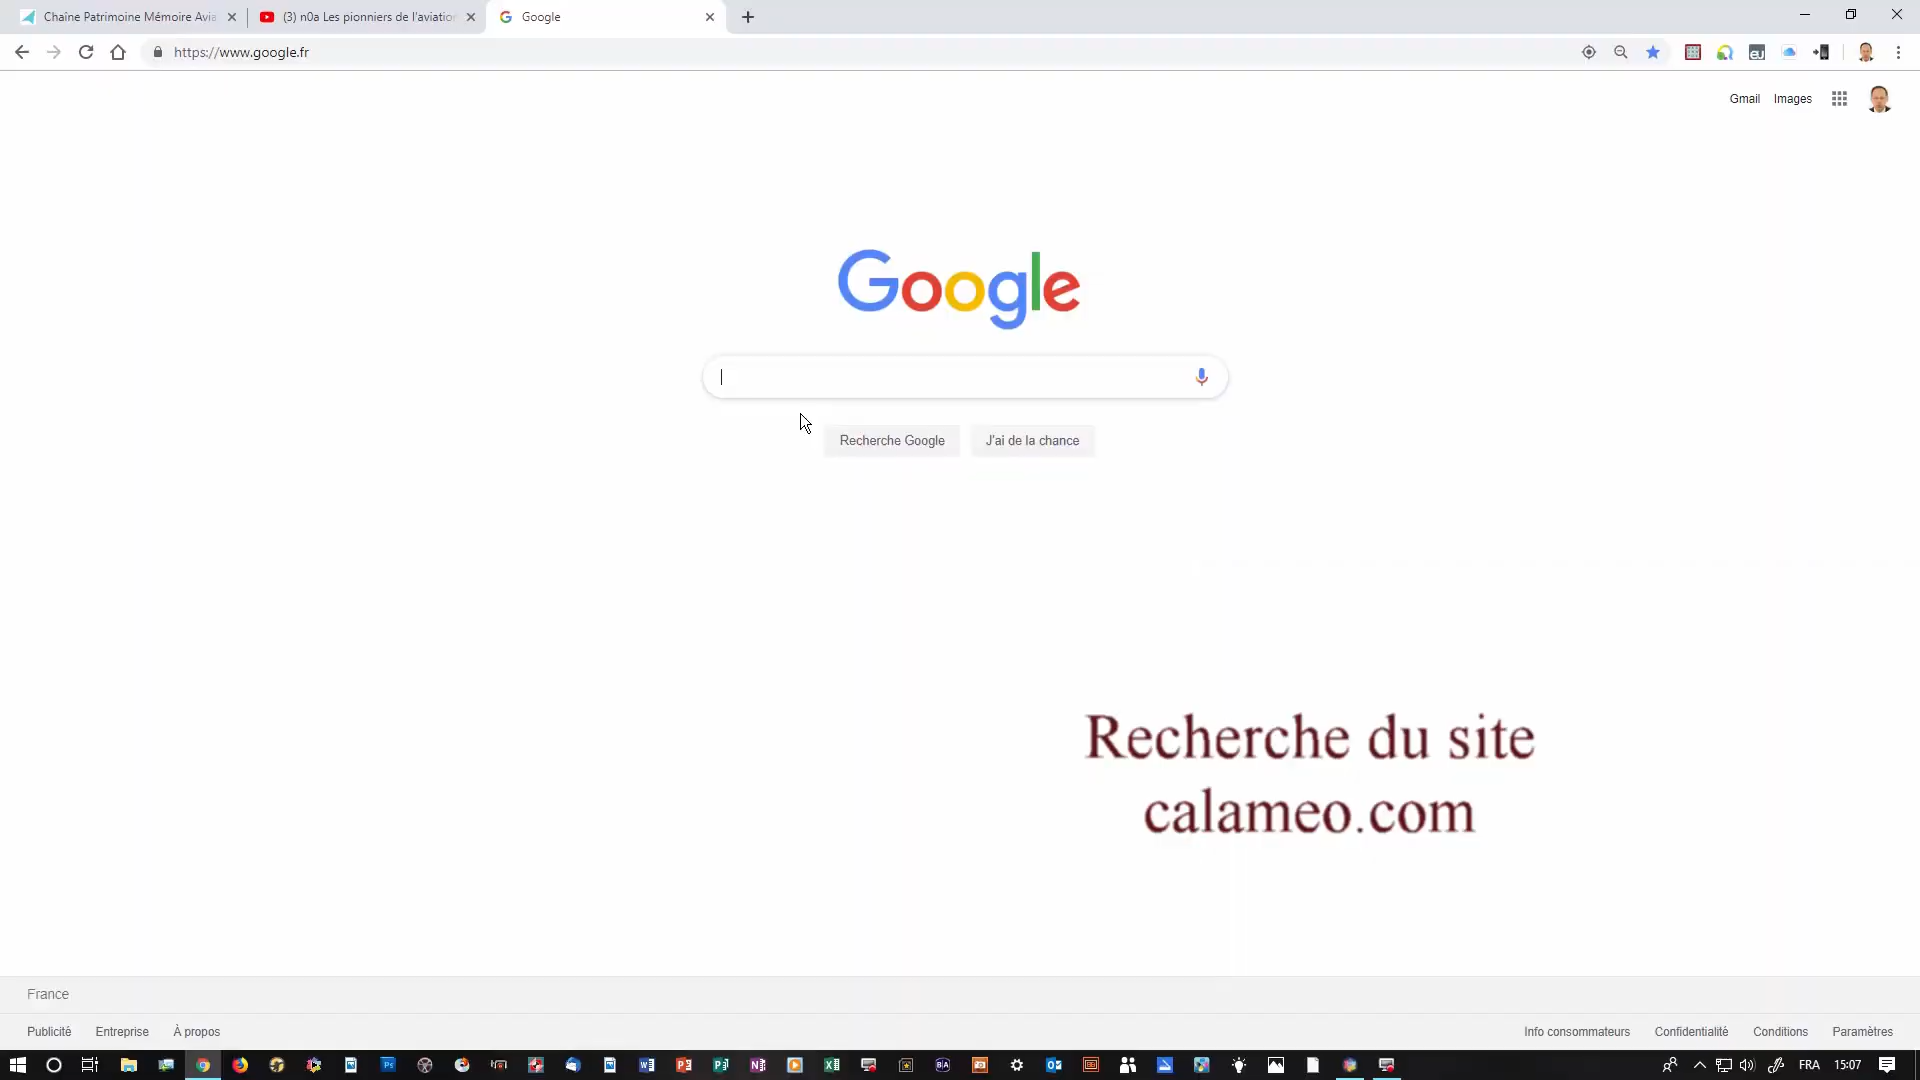 Chaîne Patrimoine Mémoire Avia
(3) n0a Les pionniers de l'aviation
Google
https://www.google.fr
Gmail Images
Google
Recherche Google J'ai de la chance
Recherche du site
calameo.com
France
Publicité Entreprise À propos Info consommateurs Confidentialité Conditions Paramètres
FRA 15:07